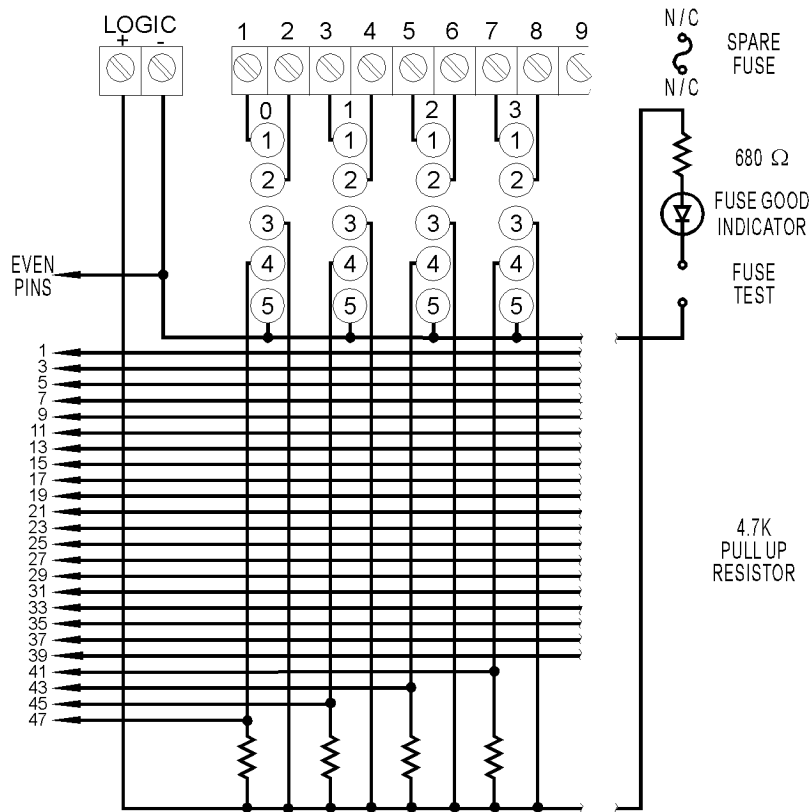 LOGIC
+ -
1 2 3 4 5 6 7 8 9
N/C
N/C
SPARE
FUSE
0 1 2 3
1 1 1 1
2 2 2 2
3 3 3 3
4 4 4 4
5 5 5 5
680 Ω
FUSE GOOD
INDICATOR
FUSE
TEST
EVEN
PINS
1
3
5
7
9
11
13
15
17
19
21
23
25
27
29
31
33
35
37
39
41
43
45
47
4.7K
PULL UP
RESISTOR